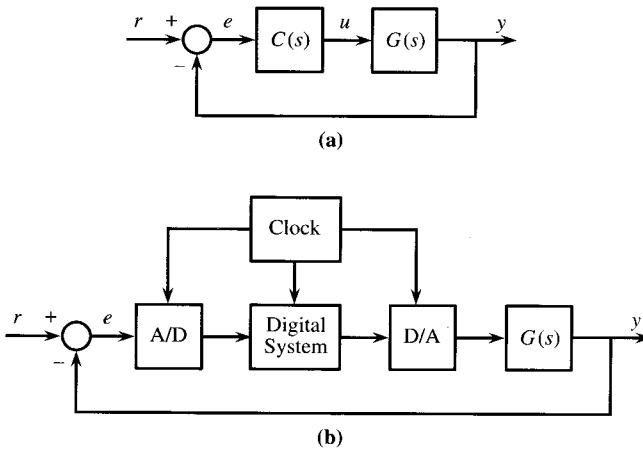 r + e C(s) u G(s) y
−
(a)
Clock
r + e A/D Digital System D/A G(s) y
−
(b)